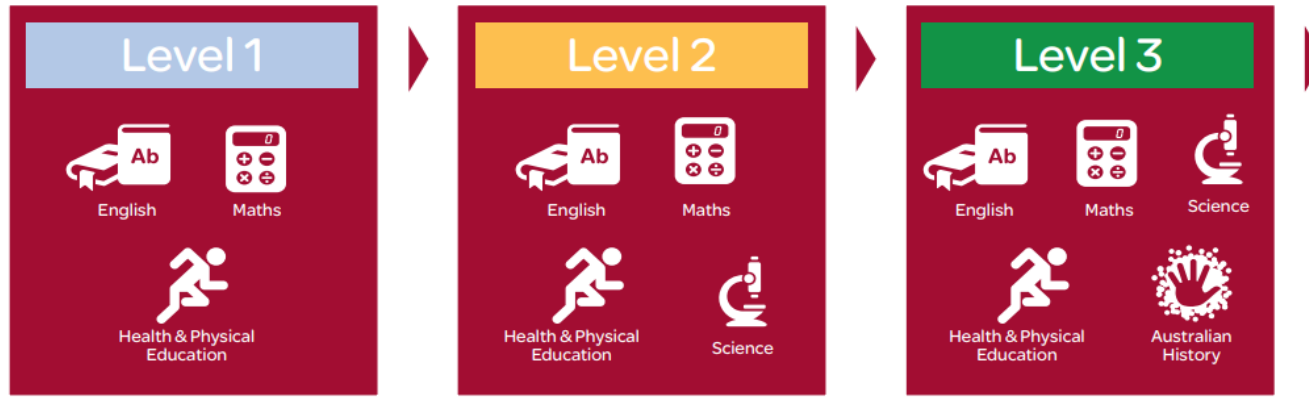 Level 1
Ab
0
English
Maths
Health & Physical
Education
Level 2
Ab
0
English
Maths
Health & Physical
Education
Science
Level 3
Ab
0
English
Maths
Science
Health & Physical
Education
Australian
History